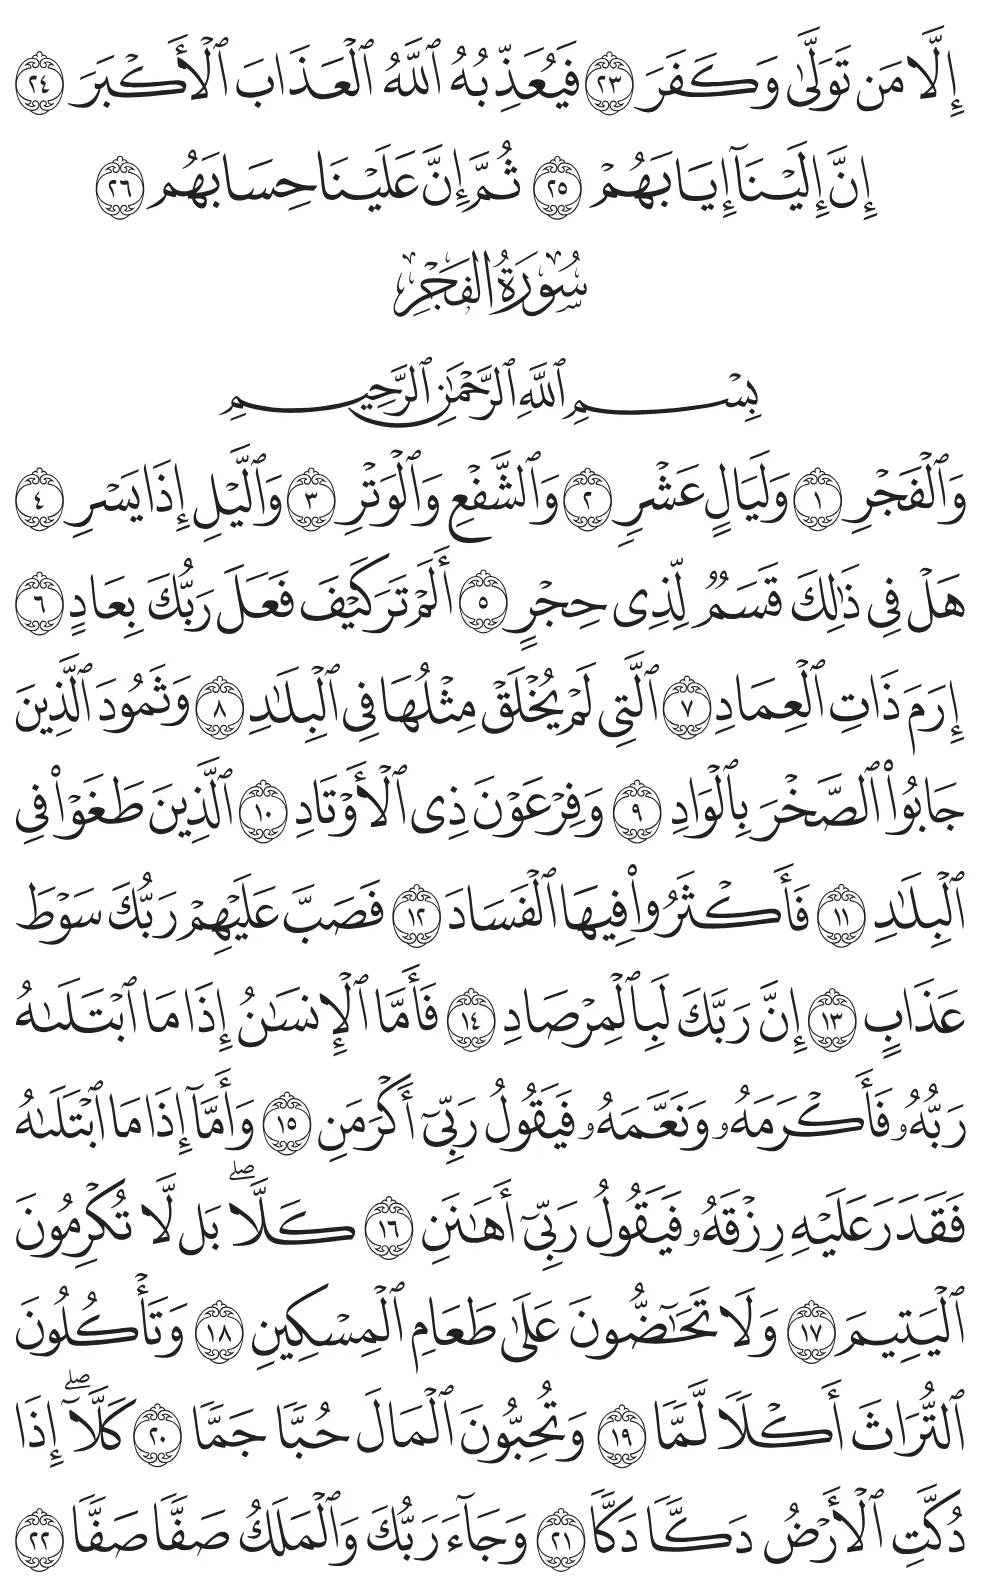 إِلَّا مَن تَوَلَّىٰ وَكَفَرَ ٢٣ فَيُعَذِّبُهُ ٱللَّهُ ٱلْعَذَابَ ٱلْأَكْبَرَ ٢٤
إِنَّ إِلَيْنَآ إِيَابَهُمْ ٢٥ ثُمَّ إِنَّ عَلَيْنَا حِسَابَهُم ٢٦
سُورَةُ الفَجْرِ
بِسْمِ ٱللَّهِ ٱلرَّحْمَٰنِ ٱلرَّحِيمِ
وَٱلْفَجْرِ ١ وَلَيَالٍ عَشْرٍ ٢ وَٱلشَّفْعِ وَٱلْوَتْرِ ٣ وَٱلَّيْلِ إِذَا يَسْرِ ٤
هَلْ فِى ذَٰلِكَ قَسَمٌ لِّذِى حِجْرٍ ٥ أَلَمْ تَرَ كَيْفَ فَعَلَ رَبُّكَ بِعَادٍ ٦
إِرَمَ ذَاتِ ٱلْعِمَادِ ٧ ٱلَّتِى لَمْ يُخْلَقْ مِثْلُهَا فِى ٱلْبِلَٰدِ ٨ وَثَمُودَ ٱلَّذِينَ
جَابُوا۟ ٱلصَّخْرَ بِٱلْوَادِ ٩ وَفِرْعَوْنَ ذِى ٱلْأَوْتَادِ ١٠ ٱلَّذِينَ طَغَوْا۟ فِى
ٱلْبِلَٰدِ ١١ فَأَكْثَرُوا۟ فِيهَا ٱلْفَسَادَ ١٢ فَصَبَّ عَلَيْهِمْ رَبُّكَ سَوْطَ
عَذَابٍ ١٣ إِنَّ رَبَّكَ لَبِٱلْمِرْصَادِ ١٤ فَأَمَّا ٱلْإِنسَٰنُ إِذَا مَا ٱبْتَلَىٰهُ
رَبُّهُۥ فَأَكْرَمَهُۥ وَنَعَّمَهُۥ فَيَقُولُ رَبِّىٓ أَكْرَمَنِ ١٥ وَأَمَّآ إِذَا مَا ٱبْتَلَىٰهُ
فَقَدَرَ عَلَيْهِ رِزْقَهُۥ فَيَقُولُ رَبِّىٓ أَهَٰنَنِ ١٦ كَلَّاۖ بَل لَّا تُكْرِمُونَ
ٱلْيَتِيمَ ١٧ وَلَا تَحَٰٓضُّونَ عَلَىٰ طَعَامِ ٱلْمِسْكِينِ ١٨ وَتَأْكُلُونَ
ٱلتُّرَاثَ أَكْلًا لَّمًّا ١٩ وَتُحِبُّونَ ٱلْمَالَ حُبًّا جَمًّا ٢٠ كَلَّآۖ إِذَا
دُكَّتِ ٱلْأَرْضُ دَكًّا دَكًّا ٢١ وَجَآءَ رَبُّكَ وَٱلْمَلَكُ صَفًّا صَفًّا ٢٢